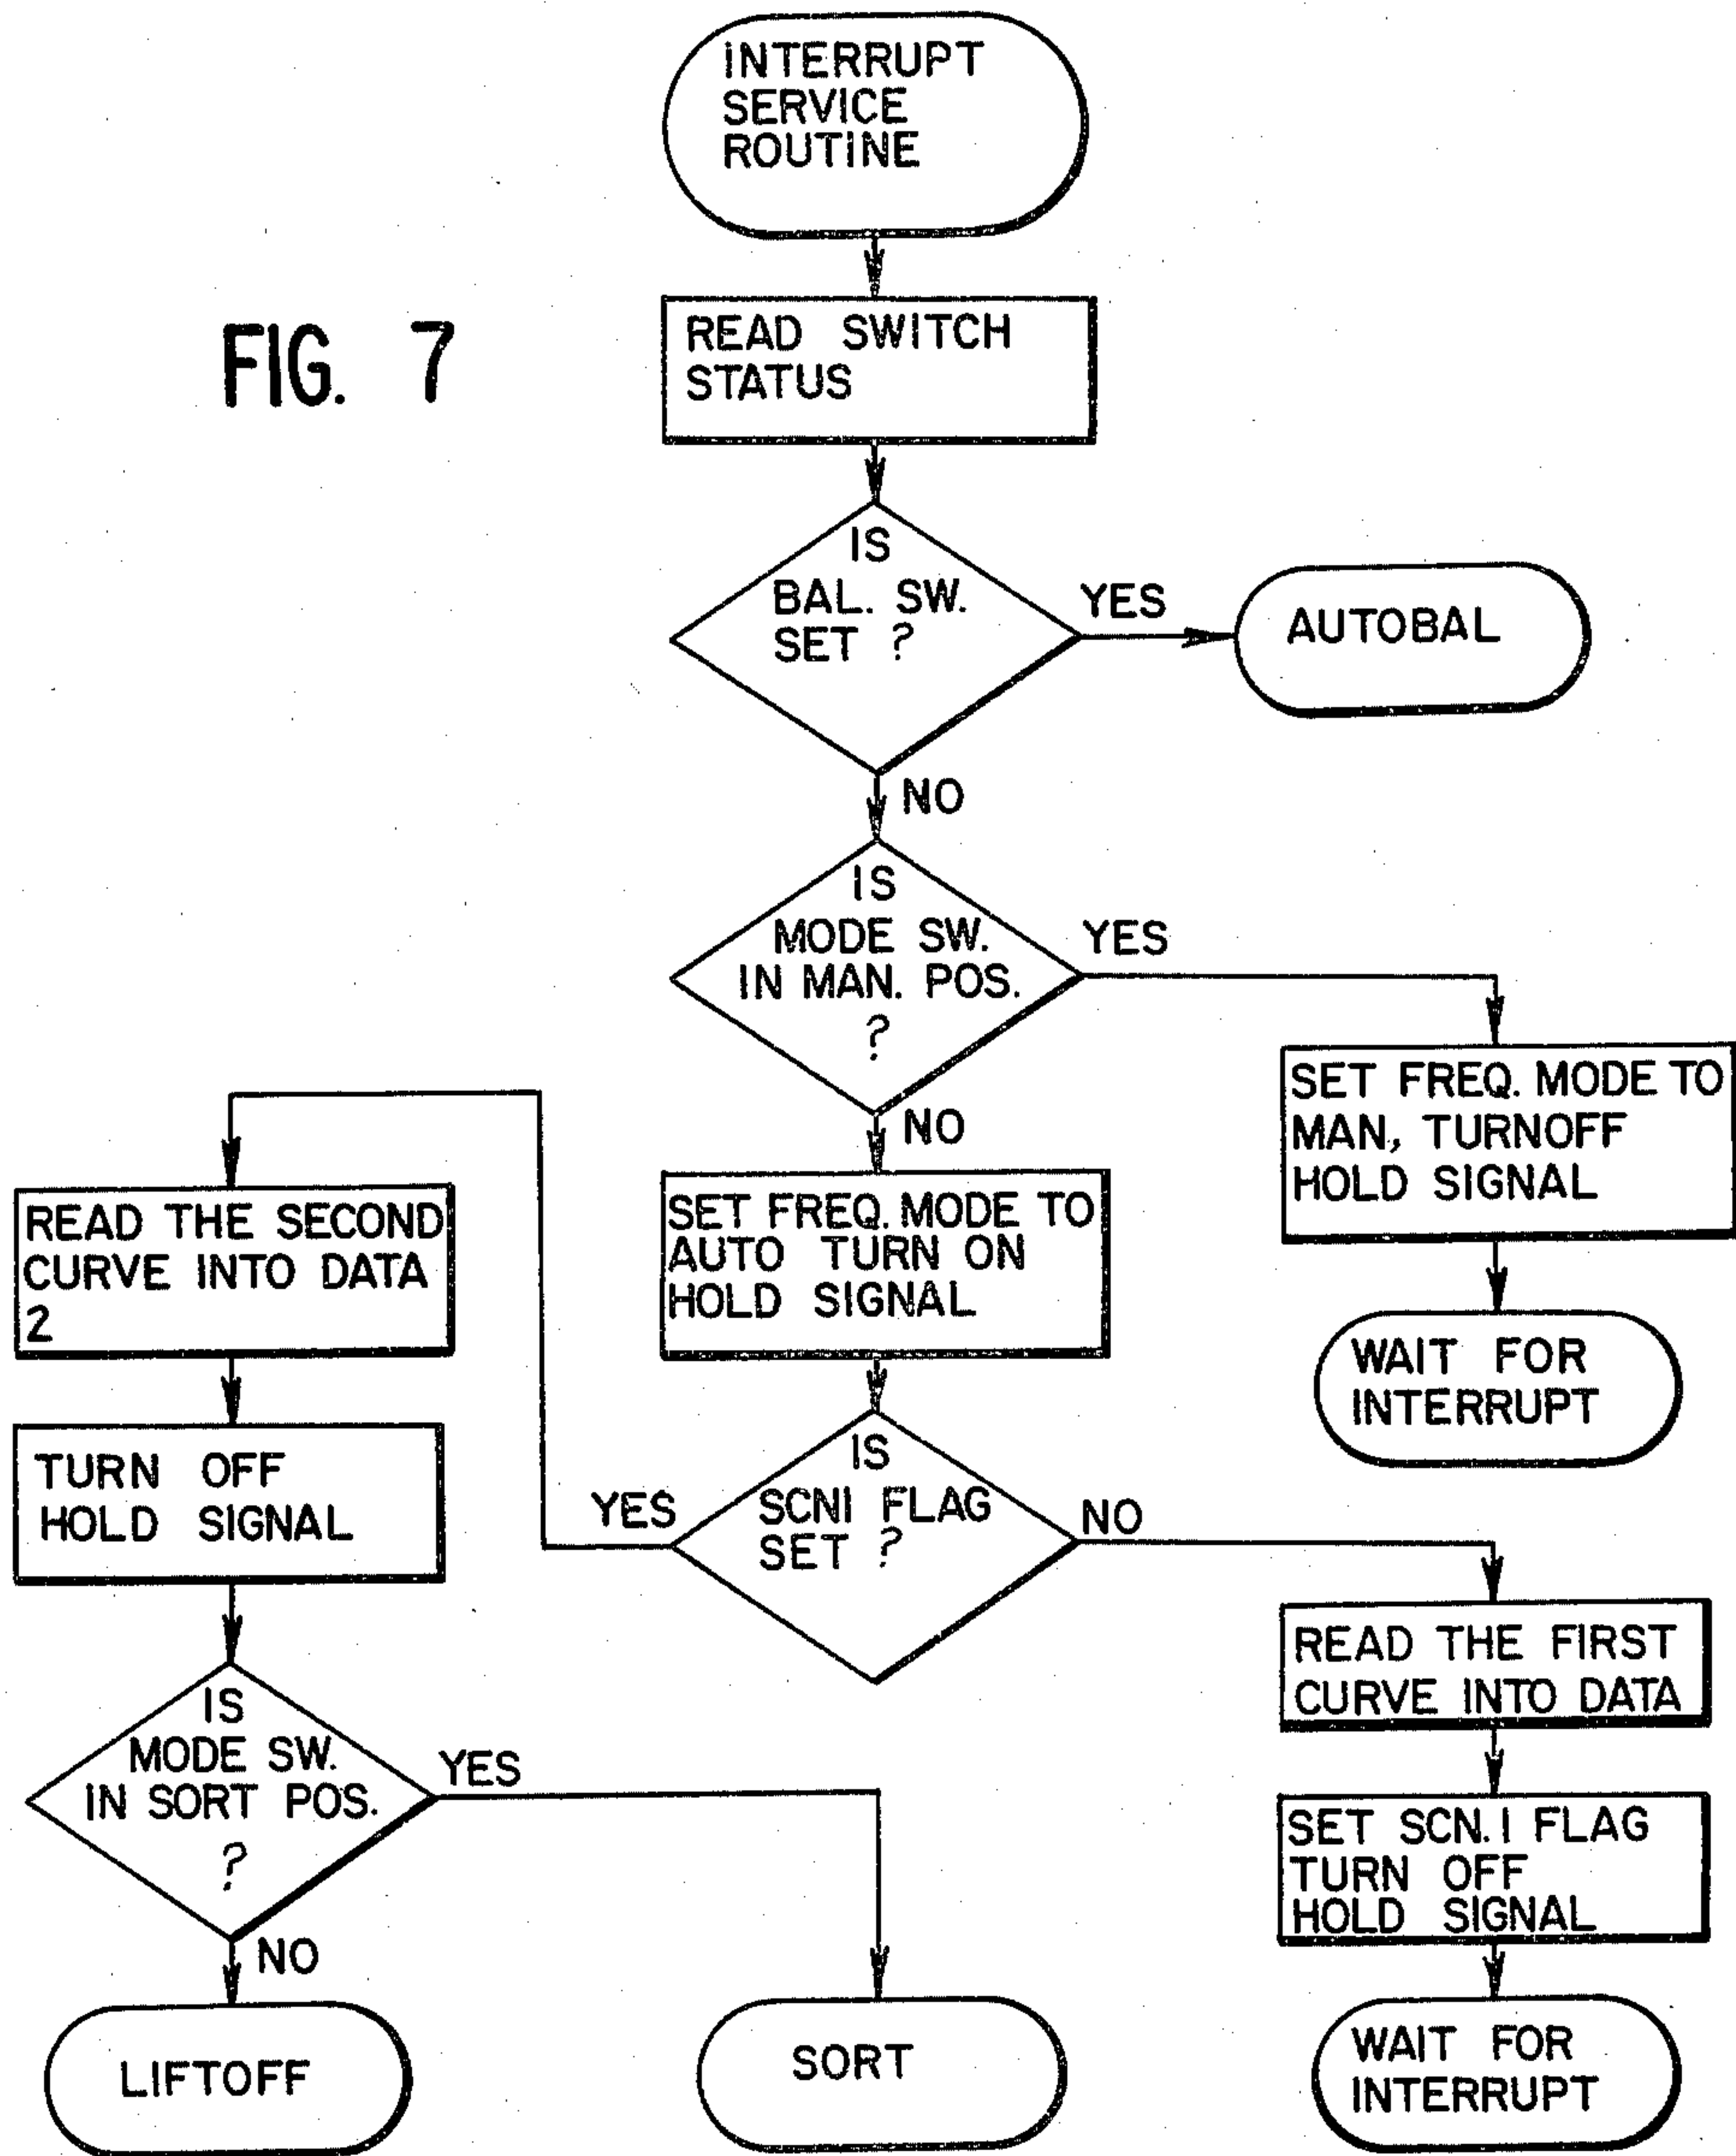 INTERRUPT
SERVICE
ROUTINE
FIG. 7
READ SWITCH
STATUS
IS
BAL. SW.
SET ?
YES
AUTOBAL
NO
IS
MODE SW.
IN MAN. POS.
?
YES
SET FREQ. MODE TO
MAN, TURNOFF
HOLD SIGNAL
WAIT FOR
INTERRUPT
NO
SET FREQ. MODE TO
AUTO TURN ON
HOLD SIGNAL
IS
SCNI FLAG
SET ?
YES
NO
READ THE SECOND
CURVE INTO DATA
2
TURN OFF
HOLD SIGNAL
IS
MODE SW.
IN SORT POS.
?
YES
NO
LIFTOFF
SORT
READ THE FIRST
CURVE INTO DATA
SET SCN. I FLAG
TURN OFF
HOLD SIGNAL
WAIT FOR
INTERRUPT